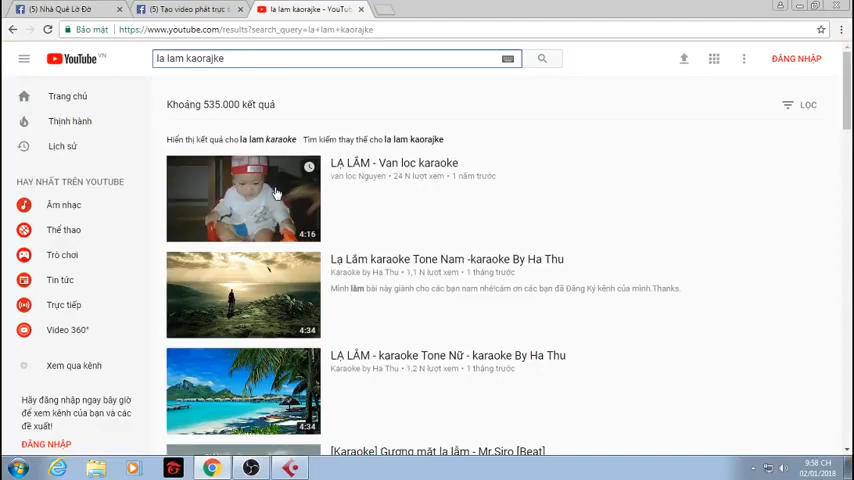 (5) Nhà Quê Lờ Đờ
(5) Tạo video phát trực t
la lam kaorajke - YouTub
Bảo mật
https://www.youtube.com/results?search_query=la+lam+kaorajke
YouTube VN
la lam kaorajke
ĐĂNG NHẬP
Trang chủ
Thịnh hành
Lịch sử
HAY NHẤT TRÊN YOUTUBE
Âm nhạc
Thể thao
Trò chơi
Tin tức
Trực tiếp
Video 360°
Xem qua kênh
Hãy đăng nhập ngay bây giờ
để xem kênh của bạn và các
đề xuất!
ĐĂNG NHẬP
Khoảng 535.000 kết quả
LỌC
Hiển thị kết quả cho la lam karaoke Tìm kiếm thay thế cho la lam kaorajke
4:16
LẠ LẮM - Van loc karaoke
van loc Nguyen • 24 N lượt xem • 1 năm trước
4:34
Lạ Lắm karaoke Tone Nam -karaoke By Ha Thu
Karaoke by Ha Thu • 1,1 N lượt xem • 1 tháng trước
Mình làm bài này giành cho các bạn nam nhé!cám ơn các bạn đã Đăng Ký kênh của mình.Thanks.
4:34
LẠ LẮM - karaoke Tone Nữ - karaoke By Ha Thu
Karaoke by Ha Thu • 1,2 N lượt xem • 1 tháng trước
[Karaoke] Gương mặt lạ lẫm - Mr.Siro [Beat]
9:58 CH
02/01/2018